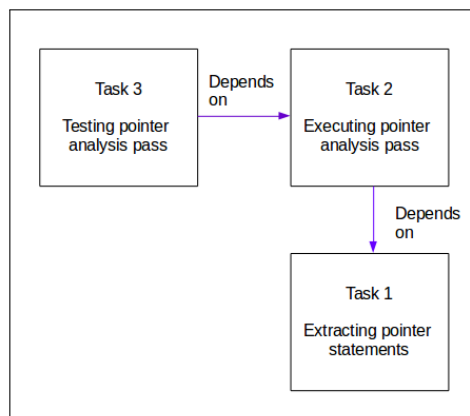 Task 3
Testing pointer
analysis pass
Depends
on
Task 2
Executing pointer
analysis pass
Depends
on
Task 1
Extracting pointer
statements